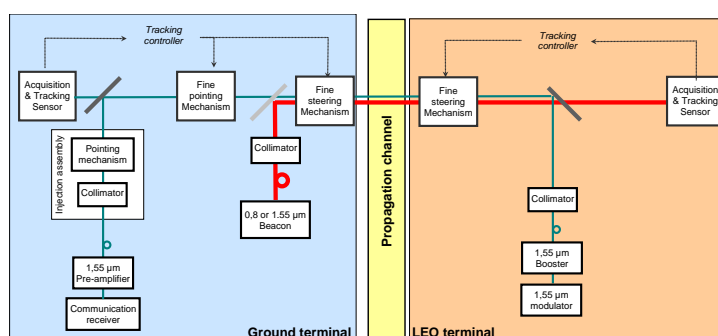 Tracking
controller
Tracking
controller
Acquisition
& Tracking
Sensor
Fine
pointing
Mechanism
Fine
steering
Mechanism
Fine
steering
Mechanism
Acquisition
& Tracking
Sensor
Injection assembly
Pointing
mechanism
Collimator
Collimator
0,8 or 1.55 µm
Beacon
Propagation channel
Collimator
1,55 µm
Pre-amplifier
Communication
receiver
1,55 µm
Booster
1,55 µm
modulator
Ground terminal
LEO terminal